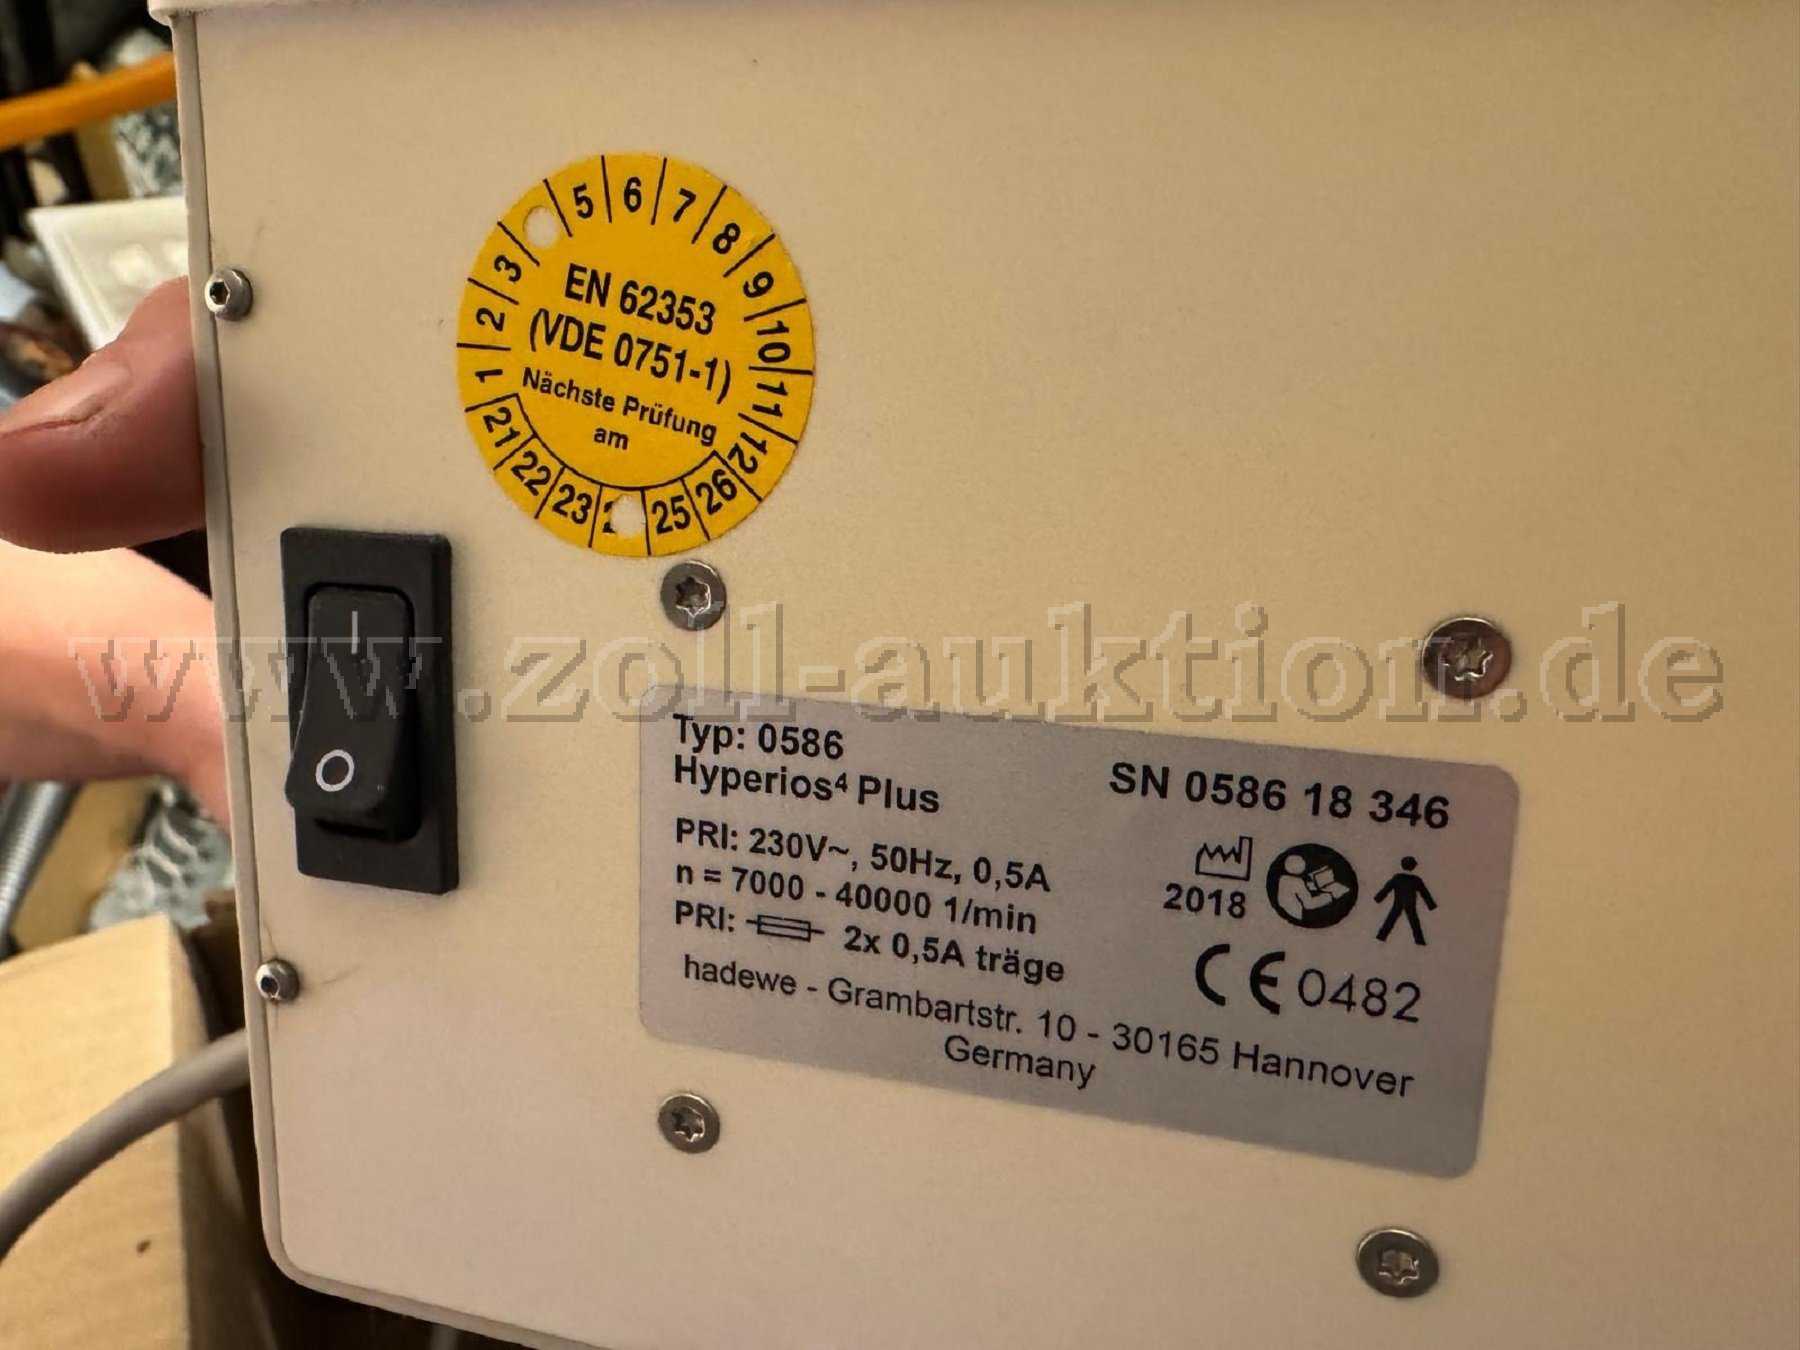 5 6 7 8 9 10 11 12
3 2 1
EN 62353
(VDE 0751-1)
Nächste Prüfung
am
21 22 23 25 26
I
O
www.zoll-auktion.de
Typ: 0586
Hyperios⁴ Plus
SN 0586 18 346
PRI: 230V~, 50Hz, 0,5A
n = 7000 - 40000 1/min
2018
PRI: 2x 0,5A träge
CE 0482
hadewe - Grambartstr. 10 - 30165 Hannover
Germany